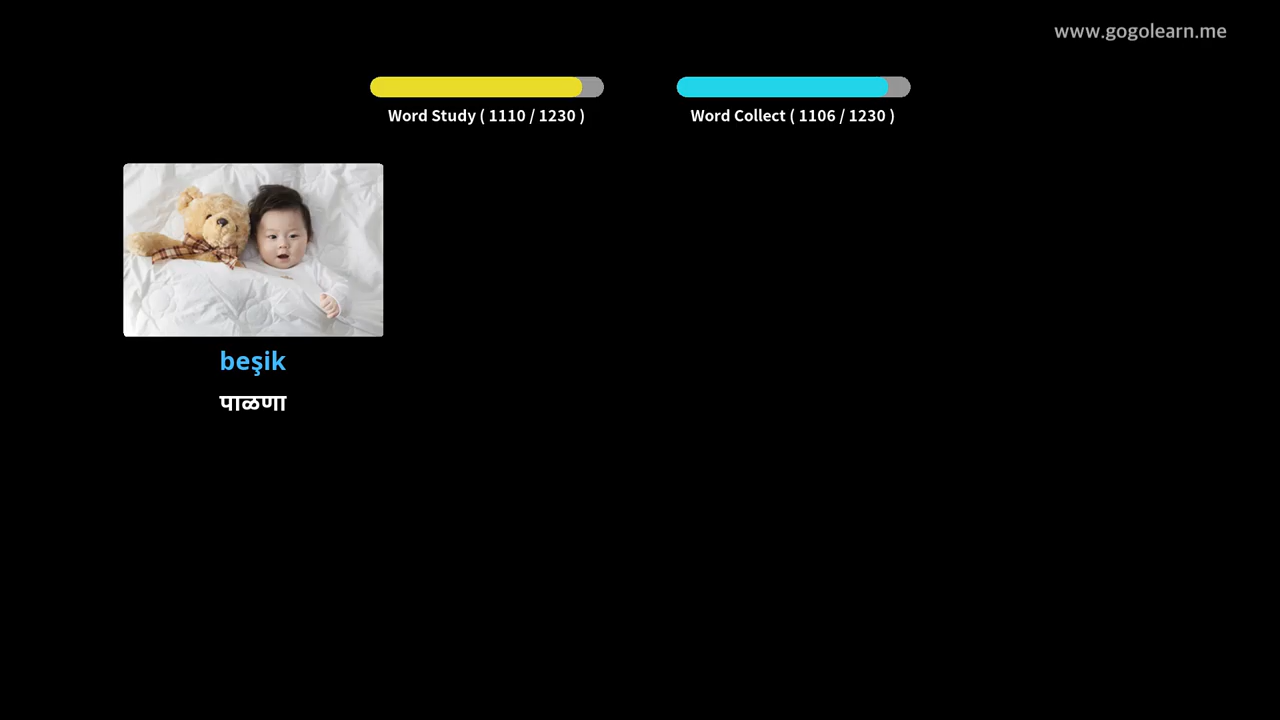 www.gogolearn.me
Word Study ( 1110 / 1230 )
Word Collect ( 1106 / 1230 )
beşik
पाळणा